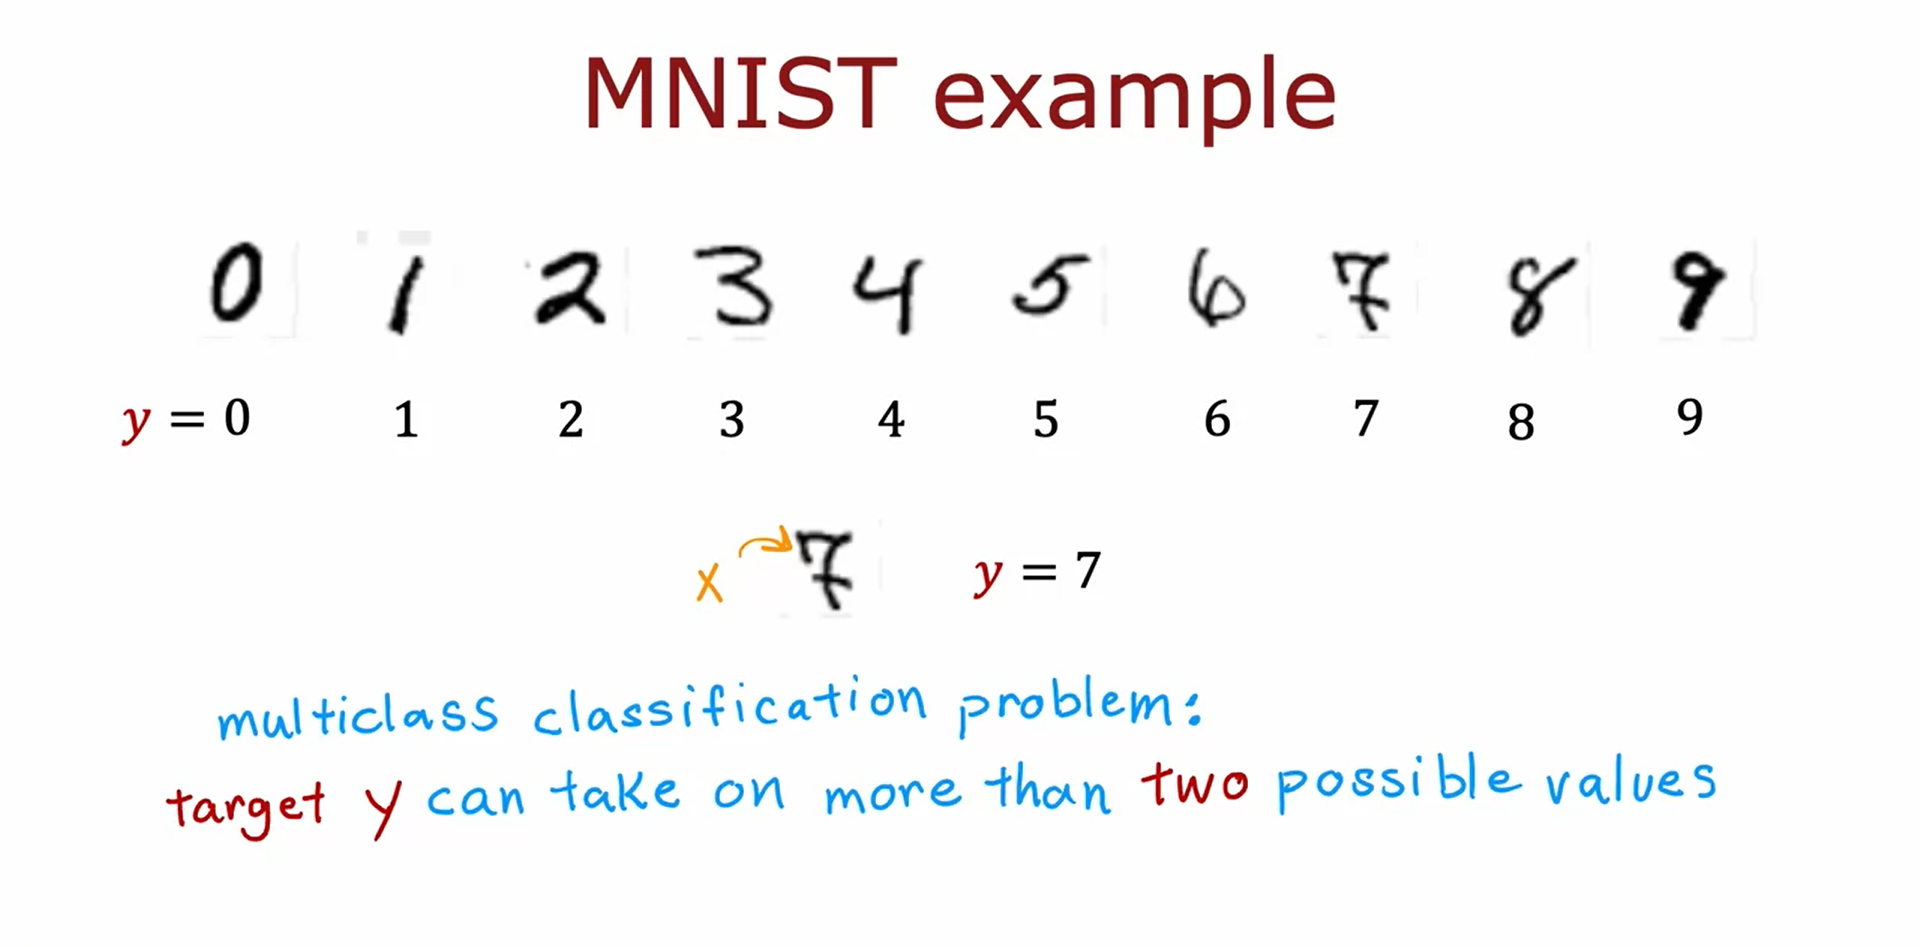 MNIST example
0 1 2 3 4 5 6 7 8 9
y = 0 1 2 3 4 5 6 7 8 9
x 7 y = 7
multiclass classification problem:
target y can take on more than two possible values